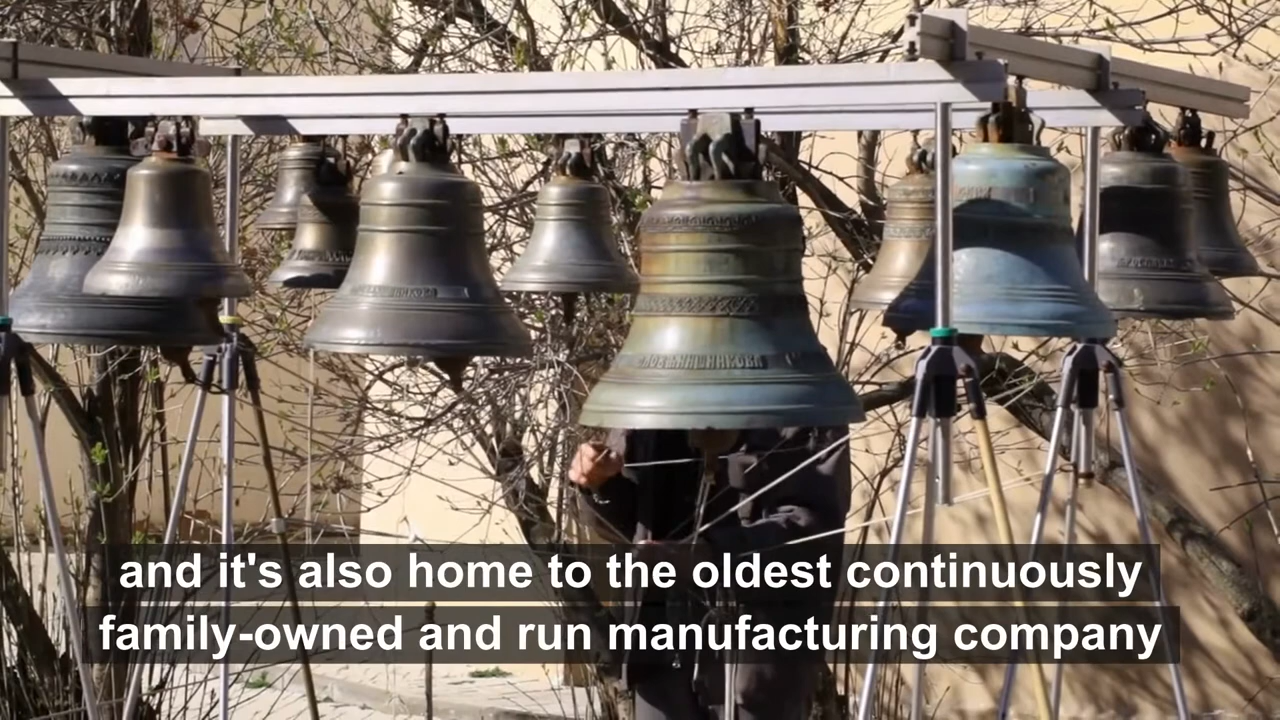 and it's also home to the oldest continuously
family-owned and run manufacturing company